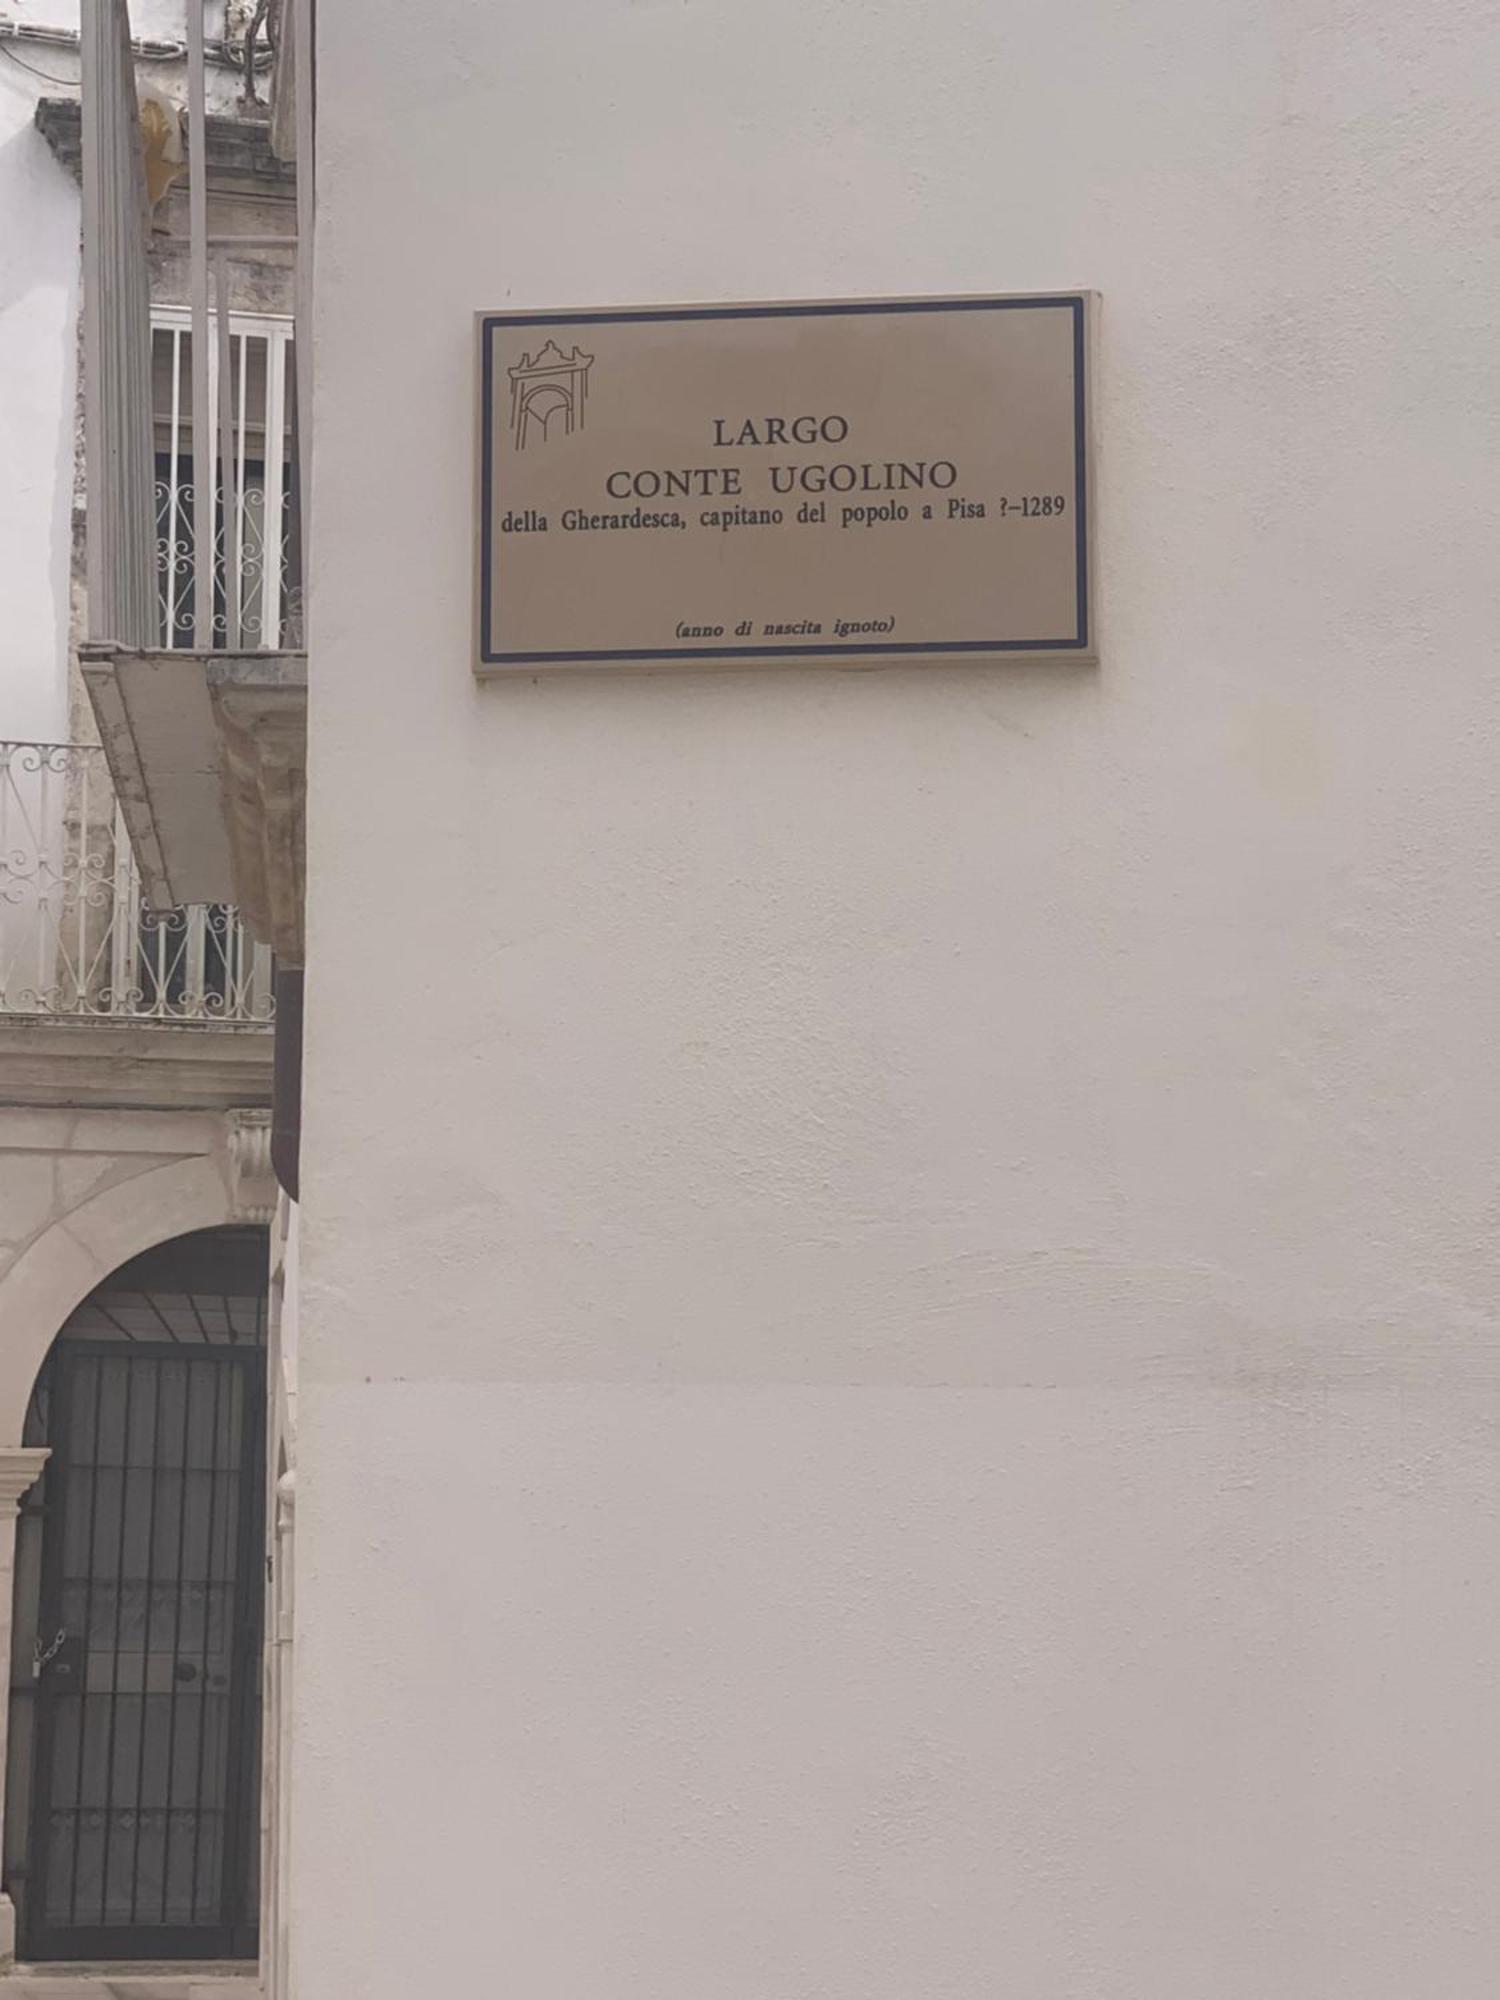 LARGO
CONTE UGOLINO
della Gherardesca, capitano del popolo a Pisa ?–1289
(anno di nascita ignoto)